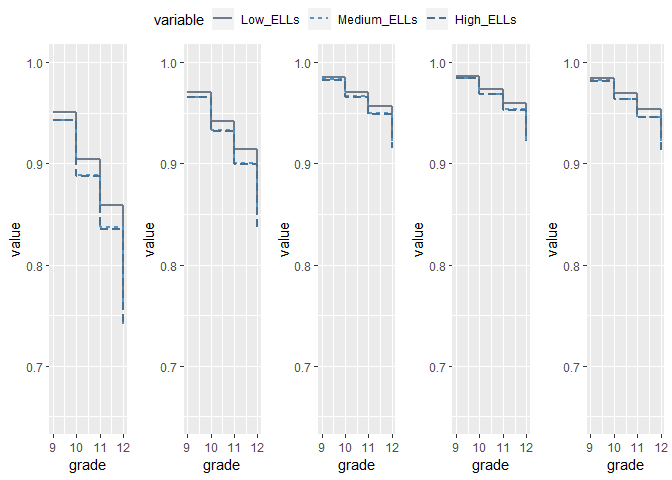 variable Low_ELLs Medium_ELLs High_ELLs
1.0 1.0 1.0 1.0 1.0
0.9 0.9 0.9 0.9 0.9
value value value value value
0.8 0.8 0.8 0.8 0.8
0.7 0.7 0.7 0.7 0.7
9 10 11 12 9 10 11 12 9 10 11 12 9 10 11 12 9 10 11 12
grade grade grade grade grade